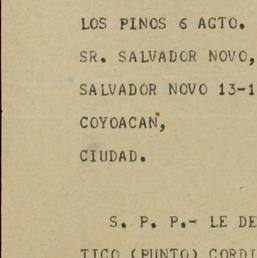 LOS PINOS 6 AGTO.
SR. SALVADOR NOVO,
SALVADOR NOVO 13-1
COYOACAN,
CIUDAD.
S. P. P.- LE DE
TICO (PUNTO) CORDI